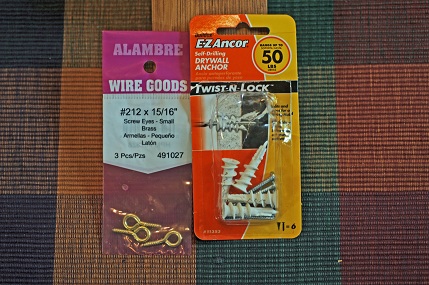 ALAMBRE
WIRE GOODS
#212 x 15/16"
Screw Eyes - Small
Brass
Armellas - Pequeño
Latón
3 Pcs/Pzs 491027
E-Z Ancor
Self-Drilling
DRYWALL
ANCHOR
50
LBS
TWIST-N-LOCK
- 6